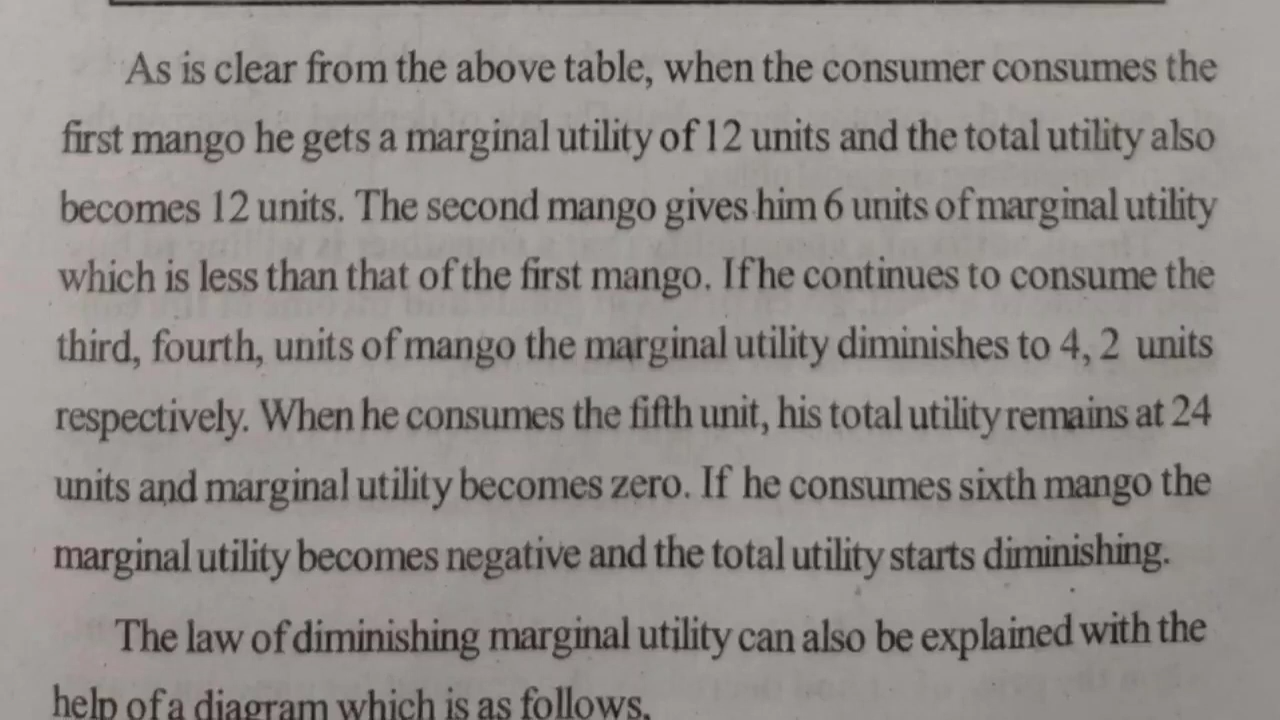 As is clear from the above table, when the consumer consumes the
first mango he gets a marginal utility of 12 units and the total utility also
becomes 12 units. The second mango gives him 6 units of marginal utility
which is less than that of the first mango. If he continues to consume the
third, fourth, units of mango the marginal utility diminishes to 4, 2 units
respectively. When he consumes the fifth unit, his total utility remains at 24
units and marginal utility becomes zero. If he consumes sixth mango the
marginal utility becomes negative and the total utility starts diminishing.
The law of diminishing marginal utility can also be explained with the
help of a diagram which is as follows.